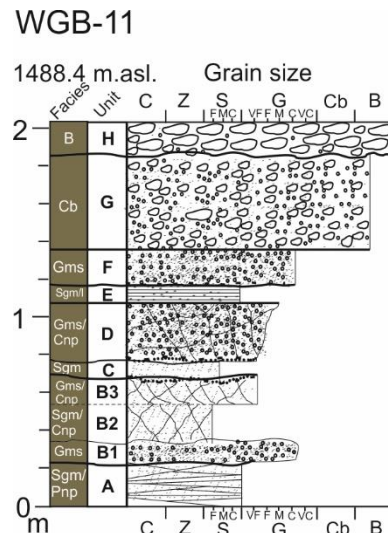 WGB-11
1488.4 m.asl. Grain size
Facies Unit C Z S G Cb B
F M C VF F M C VC
2 B H
Cb G
Gms F
Sgm/l E
1 Gms/Cnp D
Sgm C
Gms/Cnp B3
Sgm/Cnp B2
Gms B1
Sgm/Pnp A
0
m
F M C VF F M C VC
C Z S G Cb B